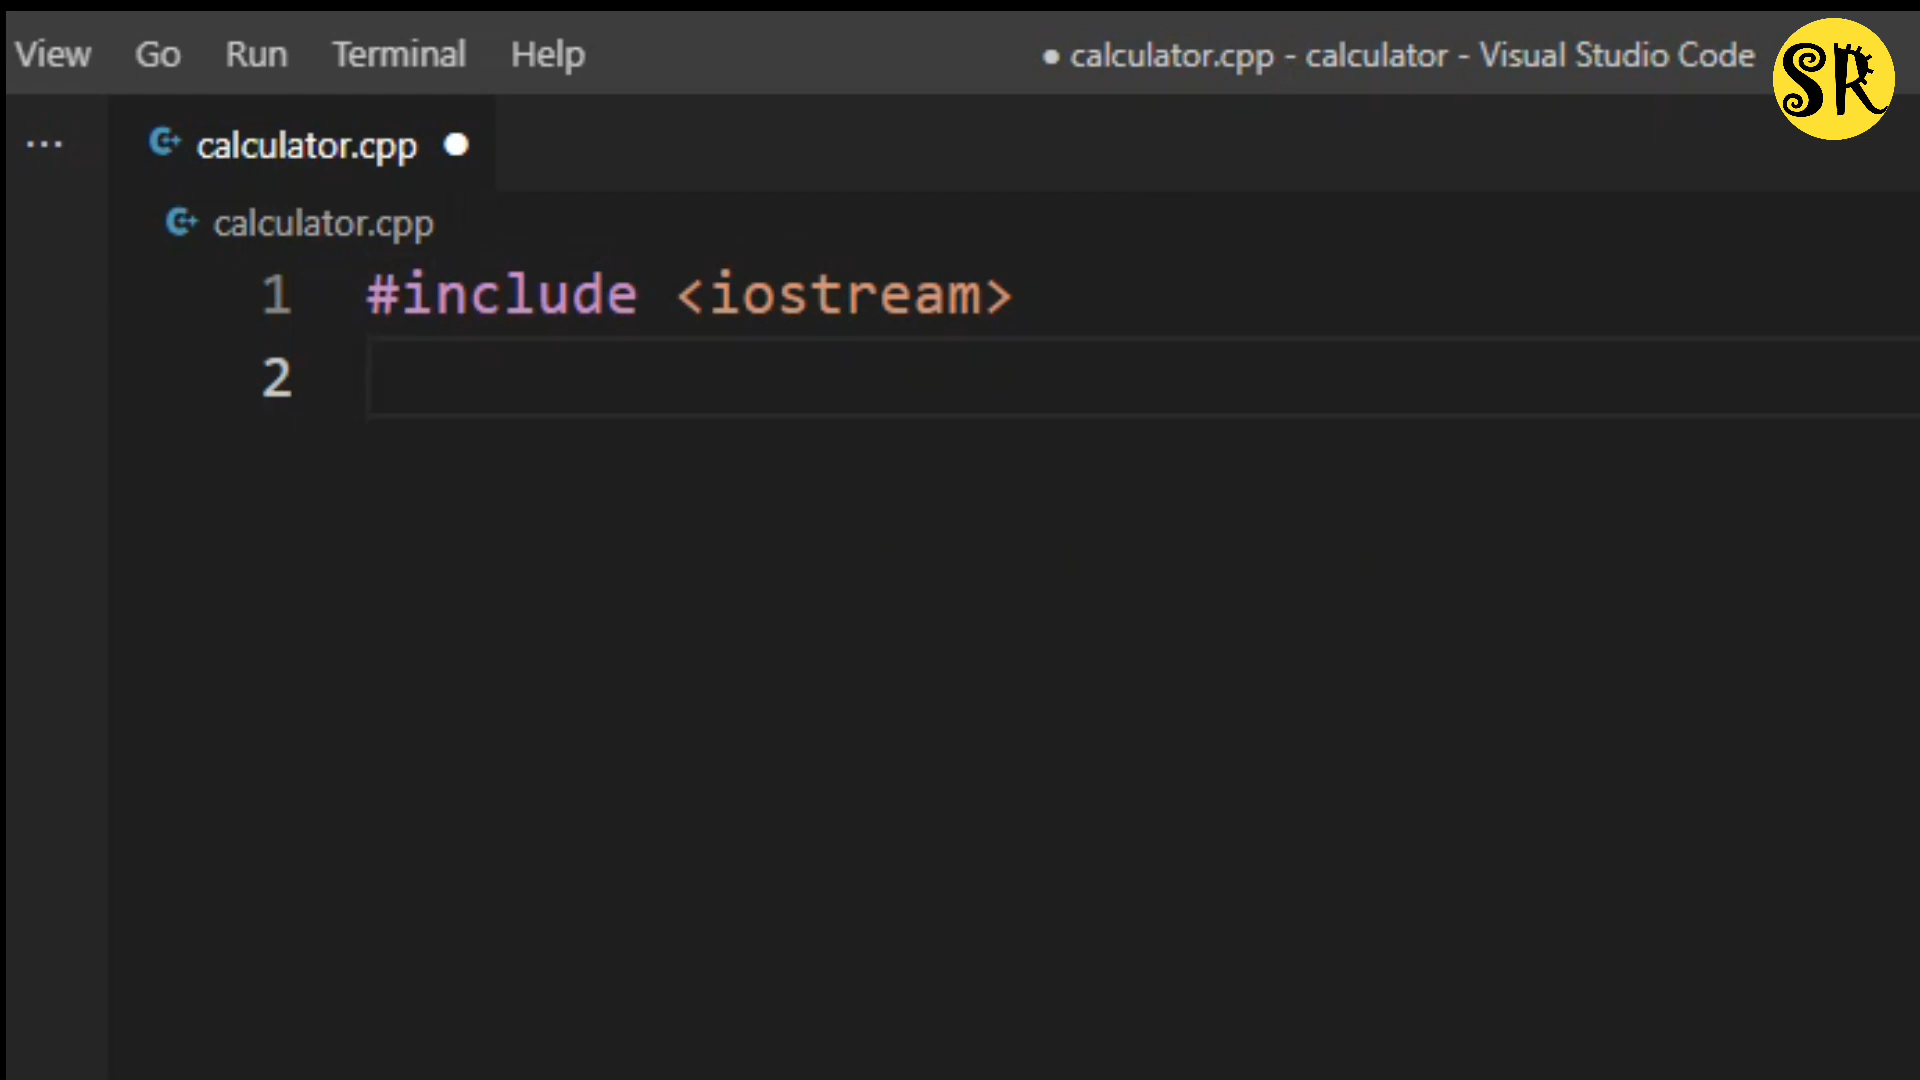 View Go Run Terminal Help
● calculator.cpp - calculator - Visual Studio Code
SR
calculator.cpp ●
calculator.cpp
1 #include <iostream>
2